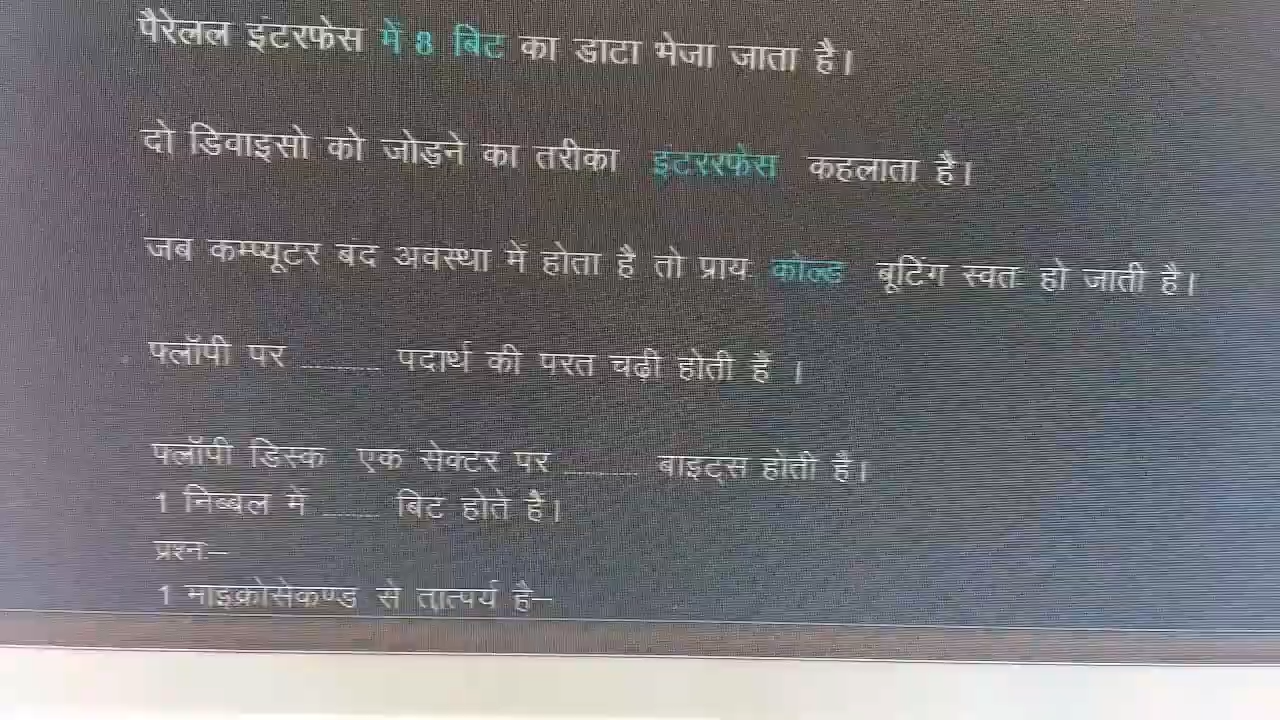 पैरेलल इंटरफेस में 8 बिट का डाटा भेजा जाता है।
दो डिवाइसो को जोड़ने का तरीका इंटररफेस कहलाता है।
जब कम्प्यूटर बंद अवस्था में होता है तो प्राय: कोल्ड बूटिंग स्वत: हो जाती है।
फ्लॉपी पर ......... पदार्थ की परत चढ़ी होती है ।
फ्लॉपी डिस्क एक सेक्टर पर ......... बाइट्स होती है।
1 निब्बल में ....... बिट होते है।
प्रश्न:–
1 माइक्रोसेकण्ड से तात्पर्य है–